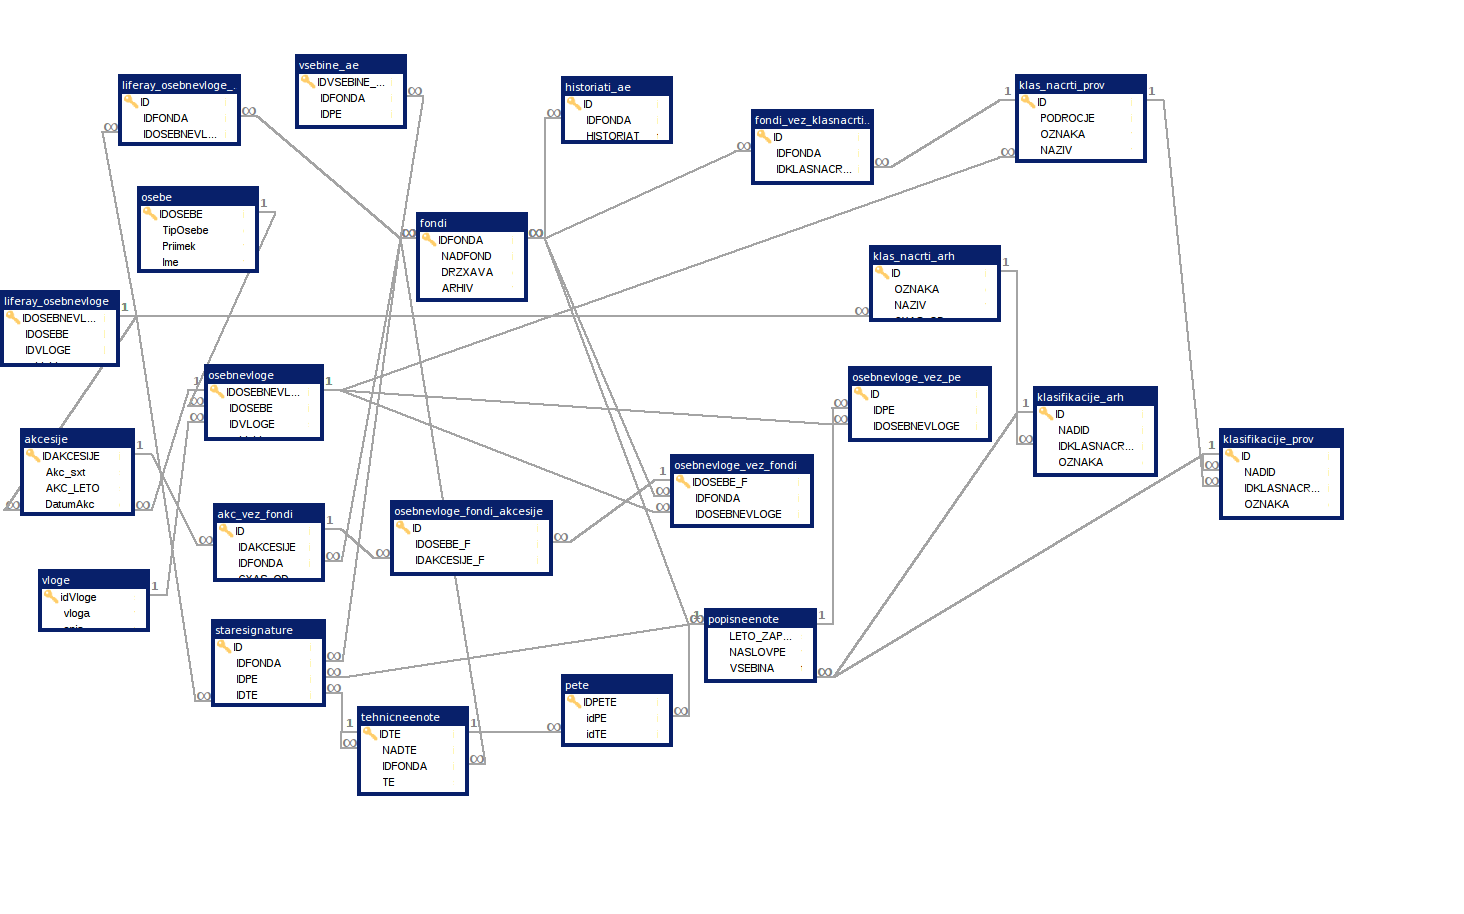 vsebine_ae
IDVSEBINE_...
IDFONDA
IDPE
liferay_osebnevloge_..
ID
IDFONDA
IDOSEBNEVL...
historiati_ae
ID
IDFONDA
HISTORIAT
klas_nacrti_prov
ID
PODROCJE
OZNAKA
NAZIV
fondi_vez_klasnacrti..
ID
IDFONDA
IDKLASNACR...
osebe
IDOSEBE
TipOsebe
Priimek
Ime
fondi
IDFONDA
NADFOND
DRZXAVA
ARHIV
klas_nacrti_arh
ID
OZNAKA
NAZIV
liferay_osebnevloge
IDOSEBNEVL...
IDOSEBE
IDVLOGE
osebnevloge
IDOSEBNEVL...
IDOSEBE
IDVLOGE
osebnevloge_vez_pe
ID
IDPE
IDOSEBNEVLOGE
klasifikacije_arh
ID
NADID
IDKLASNACR...
OZNAKA
klasifikacije_prov
ID
NADID
IDKLASNACR...
OZNAKA
akcesije
IDAKCESIJE
Akc_sxt
AKC_LETO
DatumAkc
osebnevloge_vez_fondi
IDOSEBE_F
IDFONDA
IDOSEBNEVLOGE
akc_vez_fondi
ID
IDAKCESIJE
IDFONDA
CXAS_OD
osebnevloge_fondi_akcesije
ID
IDOSEBE_F
IDAKCESIJE_F
vloge
idVloge
vloga
opis
staresignature
ID
IDFONDA
IDPE
IDTE
popisneenote
LETO_ZAP...
NASLOVPE
VSEBINA
pete
IDPETE
idPE
idTE
tehnicneenote
IDTE
NADTE
IDFONDA
TE